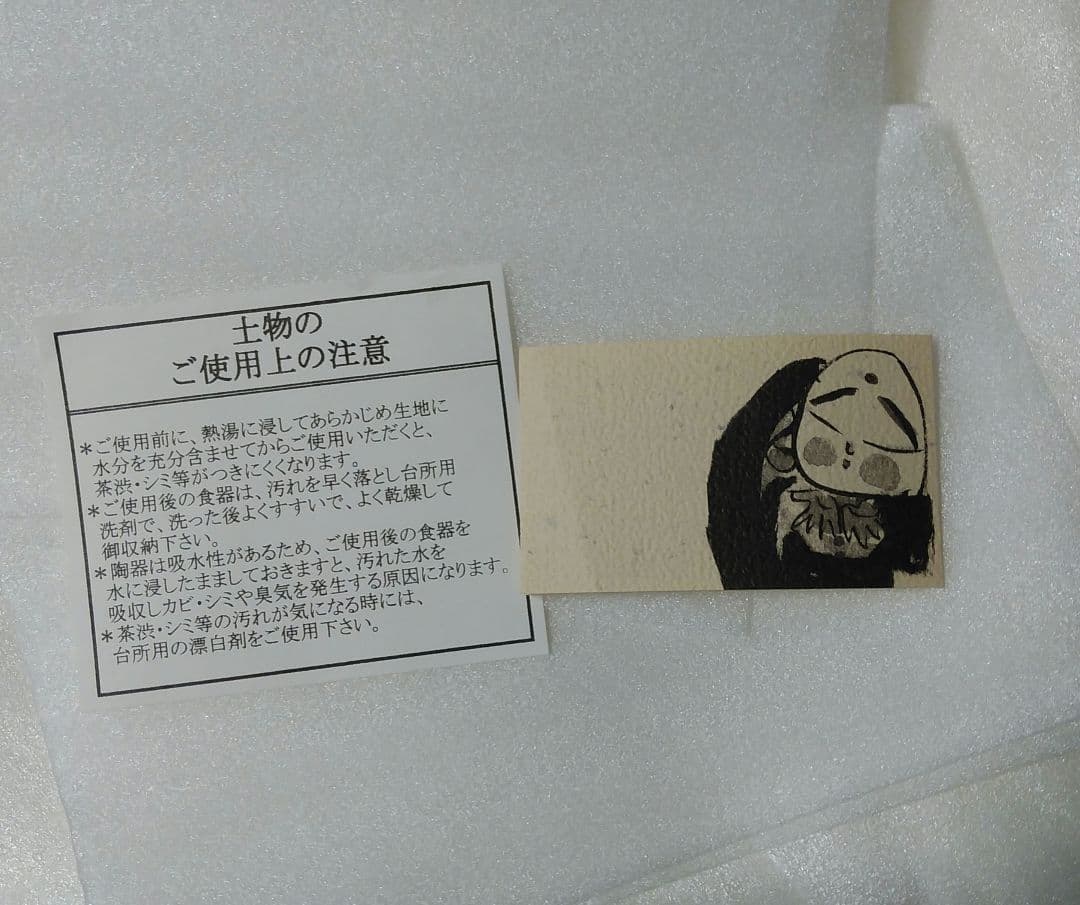 土物の
ご使用上の注意
＊ご使用前に、熱湯に浸してあらかじめ生地に
水分を充分含ませてからご使用いただくと、
茶渋・シミ等がつきにくくなります。
＊ご使用後の食器は、汚れを早く落とし台所用
洗剤で、洗った後よくすすいで、よく乾燥して
御収納下さい。
＊陶器は吸水性があるため、ご使用後の食器を
水に浸したまましておきますと、汚れた水を
吸収しカビ・シミや臭気を発生する原因になります。
＊茶渋・シミ等の汚れが気になる時には、
台所用の漂白剤をご使用下さい。